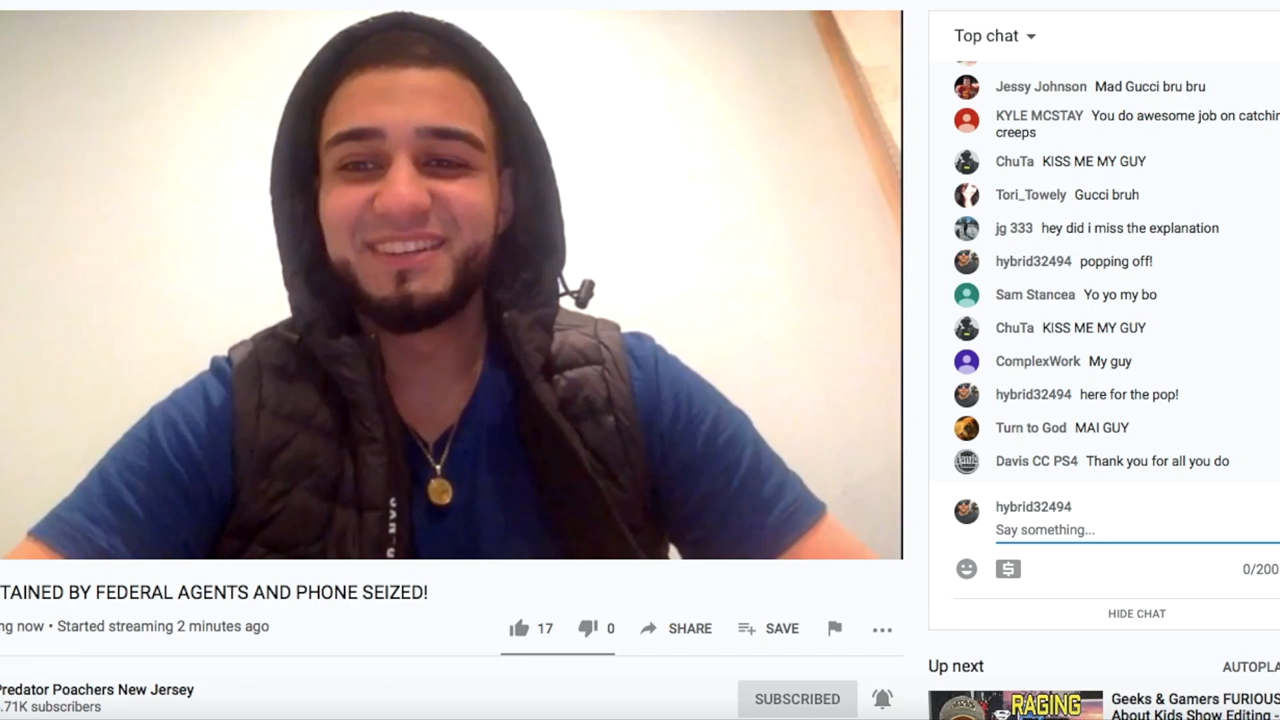 Top chat
Jessy Johnson Mad Gucci bru bru
KYLE MCSTAY You do awesome job on catchin
creeps
ChuTa KISS ME MY GUY
Tori_Towely Gucci bruh
jg 333 hey did i miss the explanation
hybrid32494 popping off!
Sam Stancea Yo yo my bo
ChuTa KISS ME MY GUY
ComplexWork My guy
hybrid32494 here for the pop!
Turn to God MAI GUY
Davis CC PS4 Thank you for all you do
hybrid32494
Say something...
0/200
HIDE CHAT
TAINED BY FEDERAL AGENTS AND PHONE SEIZED!
ng now • Started streaming 2 minutes ago
17 0 SHARE SAVE
Predator Poachers New Jersey
.71K subscribers
SUBSCRIBED
Up next
AUTOPLA
RAGING
Geeks & Gamers FURIOUS
About Kids Show Editing -